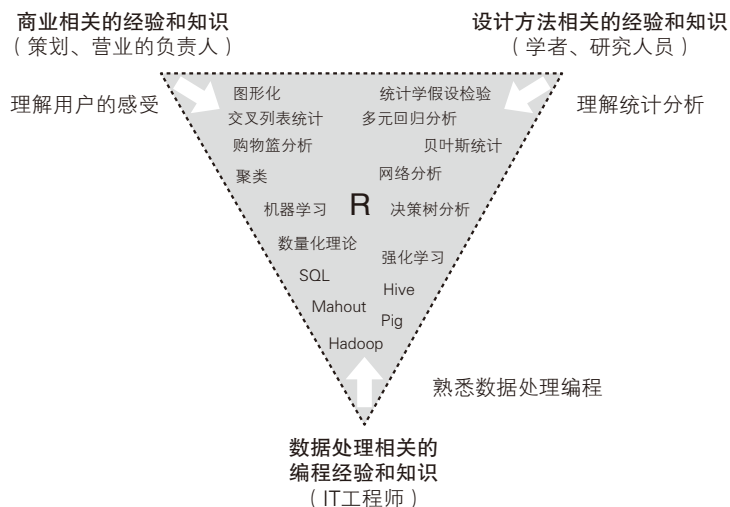 商业相关的经验和知识
（策划、营业的负责人）
设计方法相关的经验和知识
（学者、研究人员）
理解用户的感受
理解统计分析
图形化
统计学假设检验
交叉列表统计
多元回归分析
购物篮分析
贝叶斯统计
聚类
网络分析
机器学习
R
决策树分析
数量化理论
强化学习
SQL
Hive
Mahout
Pig
Hadoop
熟悉数据处理编程
数据处理相关的
编程经验和知识
（IT工程师）